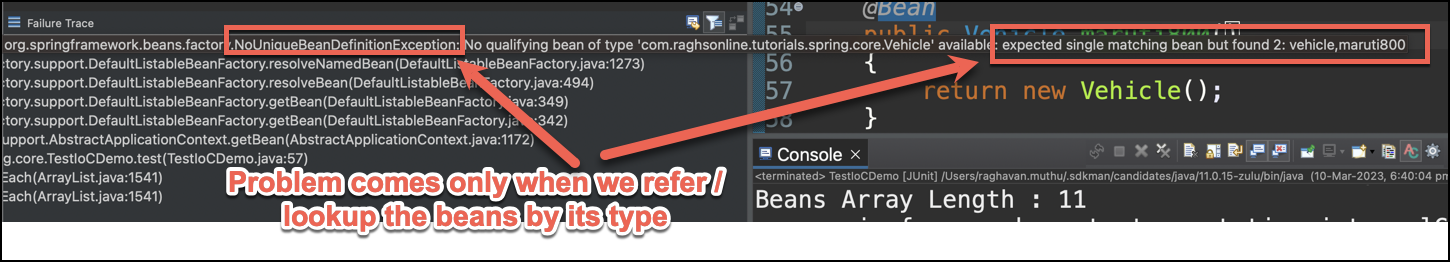 Failure Trace
org.springframework.beans.factory.NoUniqueBeanDefinitionException: No qualifying bean of type 'com.raghsonline.tutorials.spring.core.Vehicle' available: expected single matching bean but found 2: vehicle,maruti800
ctory.support.DefaultListableBeanFactory.resolveNamedBean(DefaultListableBeanFactory.java:1273)
ctory.support.DefaultListableBeanFactory.resolveBean(DefaultListableBeanFactory.java:494)
ctory.support.DefaultListableBeanFactory.getBean(DefaultListableBeanFactory.java:349)
ctory.support.DefaultListableBeanFactory.getBean(DefaultListableBeanFactory.java:342)
upport.AbstractApplicationContext.getBean(AbstractApplicationContext.java:1172)
g.core.TestIoCDemo.test(TestIoCDemo.java:57)
Each(ArrayList.java:1541)
Each(ArrayList.java:1541)
Problem comes only when we refer /
lookup the beans by its type
54 @Bean
public Vehicle maruti800()
56 {
57 return new Vehicle();
58 }
Console
<terminated> TestIoCDemo [JUnit] /Users/raghavan.muthu/.sdkman/candidates/java/11.0.15-zulu/bin/java (10-Mar-2023, 6:40:04 p
Beans Array Length : 11